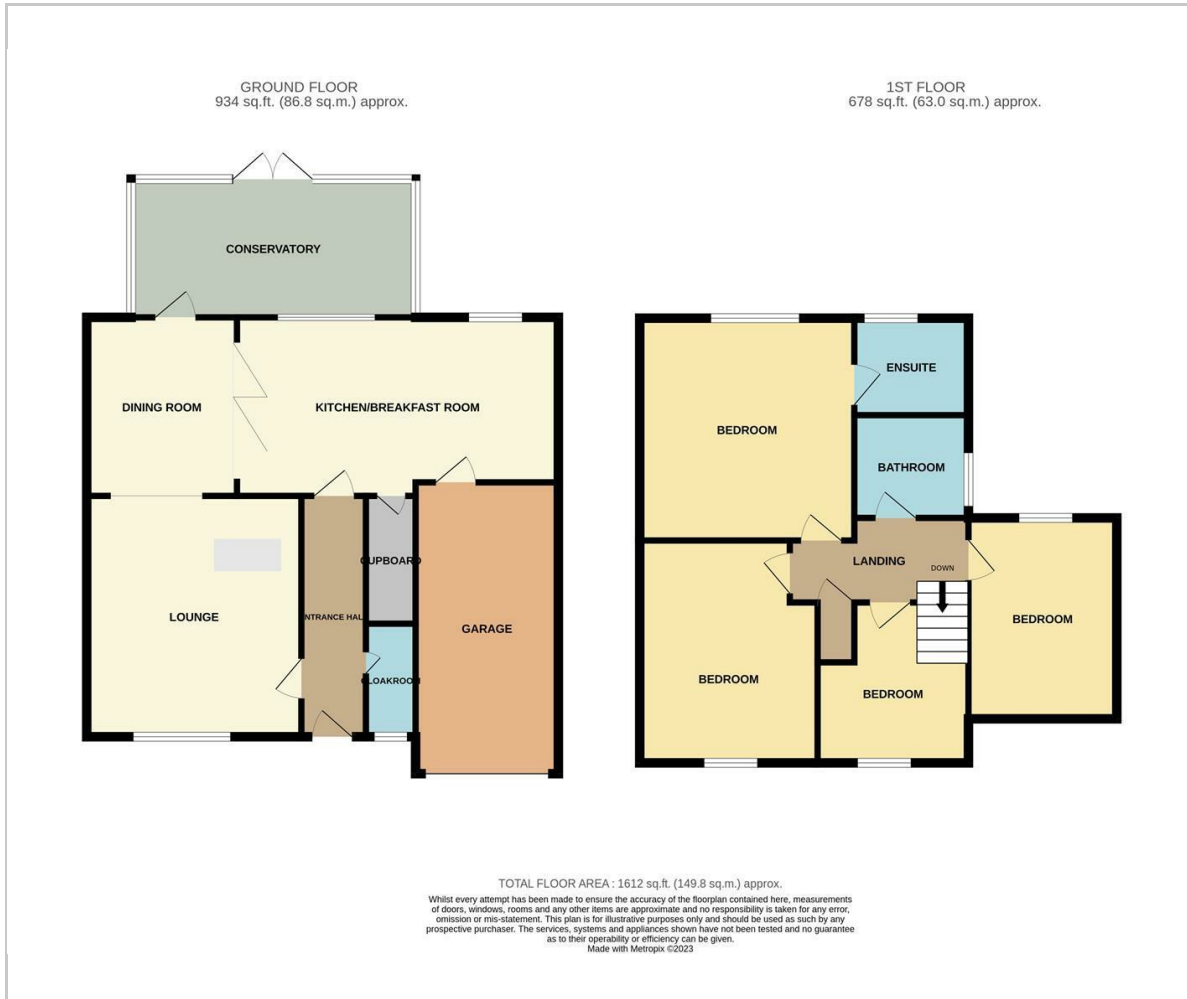 GROUND FLOOR
934 sq.ft. (86.8 sq.m.) approx.
1ST FLOOR
678 sq.ft. (63.0 sq.m.) approx.
CONSERVATORY
DINING ROOM
KITCHEN/BREAKFAST ROOM
CUPBOARD
LOUNGE
ENTRANCE HALL
GARAGE
CLOAKROOM
ENSUITE
BEDROOM
BATHROOM
LANDING
DOWN
BEDROOM
BEDROOM
BEDROOM
TOTAL FLOOR AREA : 1612 sq.ft. (149.8 sq.m.) approx.
Whilst every attempt has been made to ensure the accuracy of the floorplan contained here, measurements
of doors, windows, rooms and any other items are approximate and no responsibility is taken for any error,
omission or mis-statement. This plan is for illustrative purposes only and should be used as such by any
prospective purchaser. The services, systems and appliances shown have not been tested and no guarantee
as to their operability or efficiency can be given.
Made with Metropix ©2023